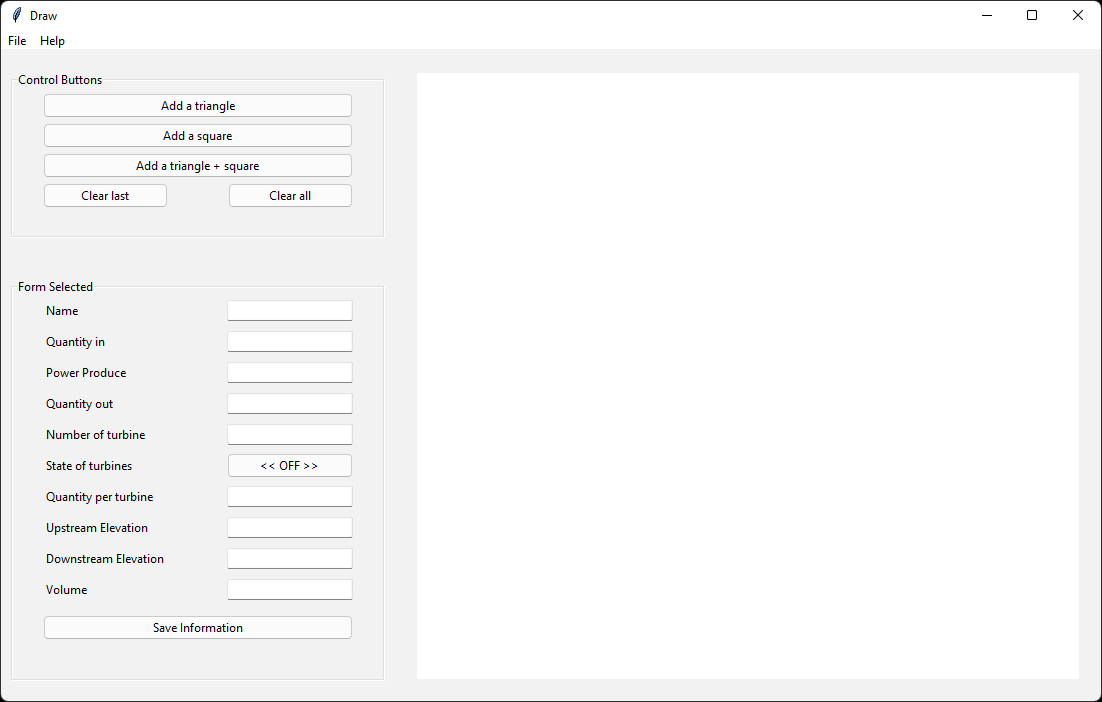 Draw
File Help
Control Buttons
Add a triangle
Add a square
Add a triangle + square
Clear last Clear all
Form Selected
Name
Quantity in
Power Produce
Quantity out
Number of turbine
State of turbines << OFF >>
Quantity per turbine
Upstream Elevation
Downstream Elevation
Volume
Save Information